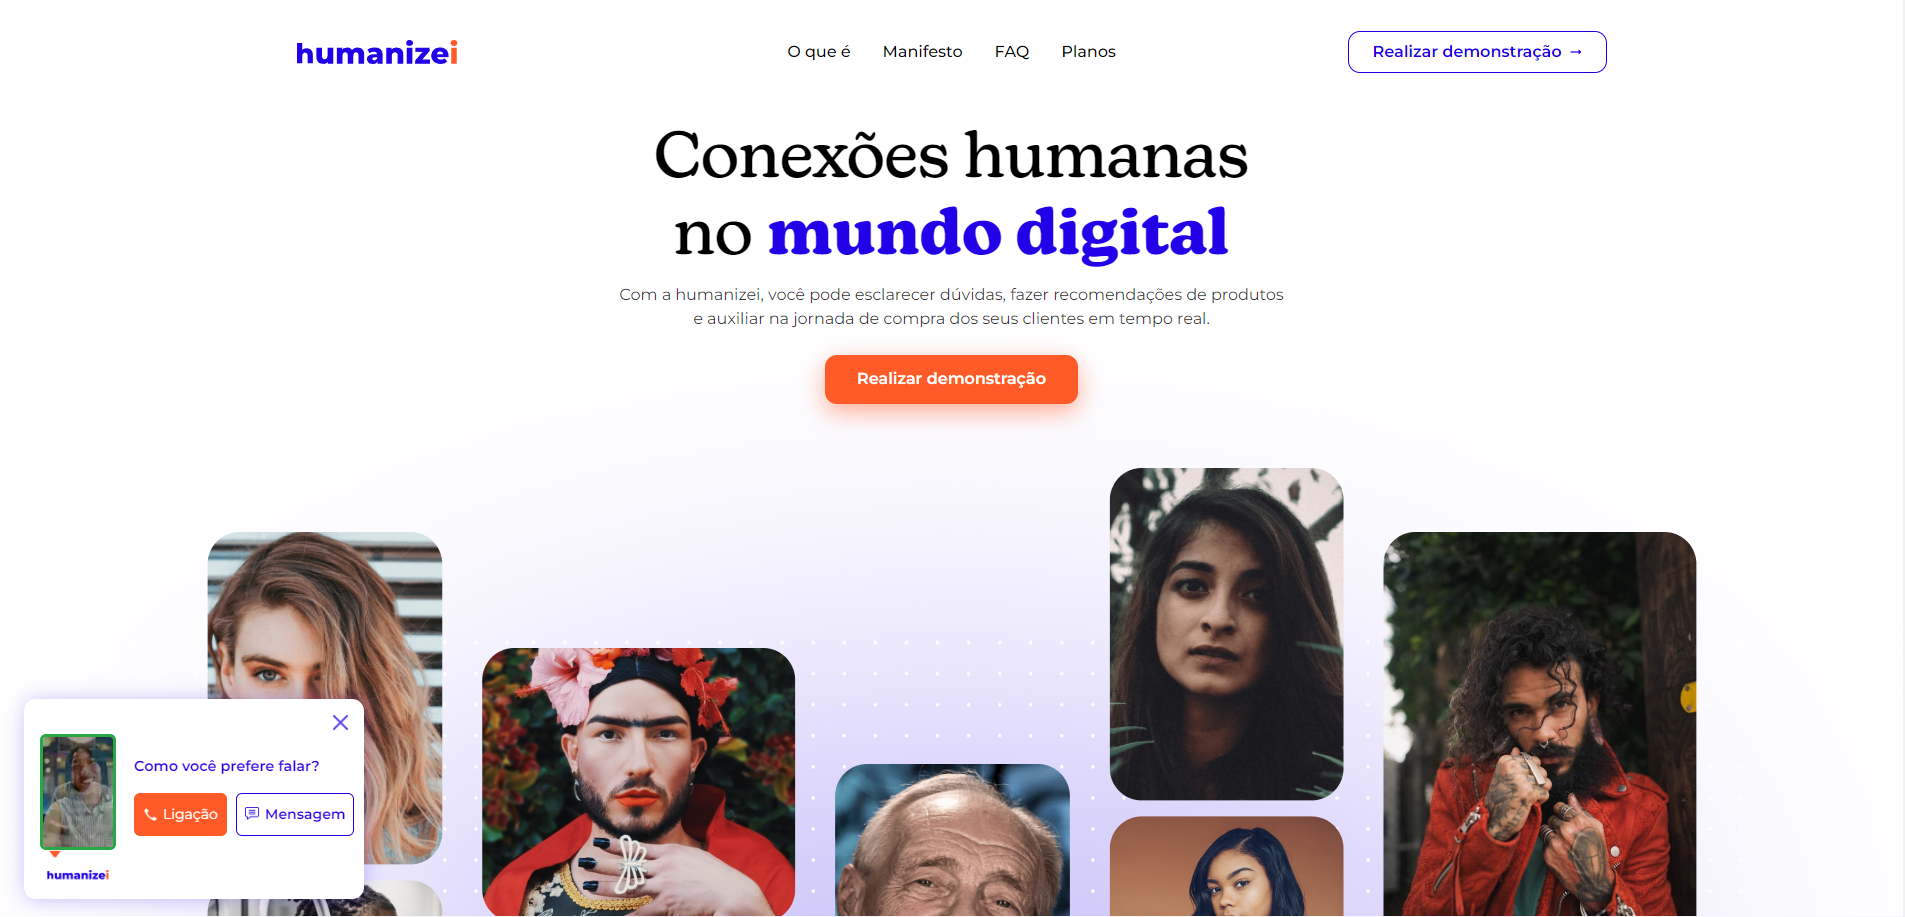 humanizei
O que é
Manifesto
FAQ
Planos
Realizar demonstração →
Conexões humanas
no mundo digital
Com a humanizei, você pode esclarecer dúvidas, fazer recomendações de produtos
e auxiliar na jornada de compra dos seus clientes em tempo real.
Realizar demonstração
Como você prefere falar?
Ligação
Mensagem
humanizei